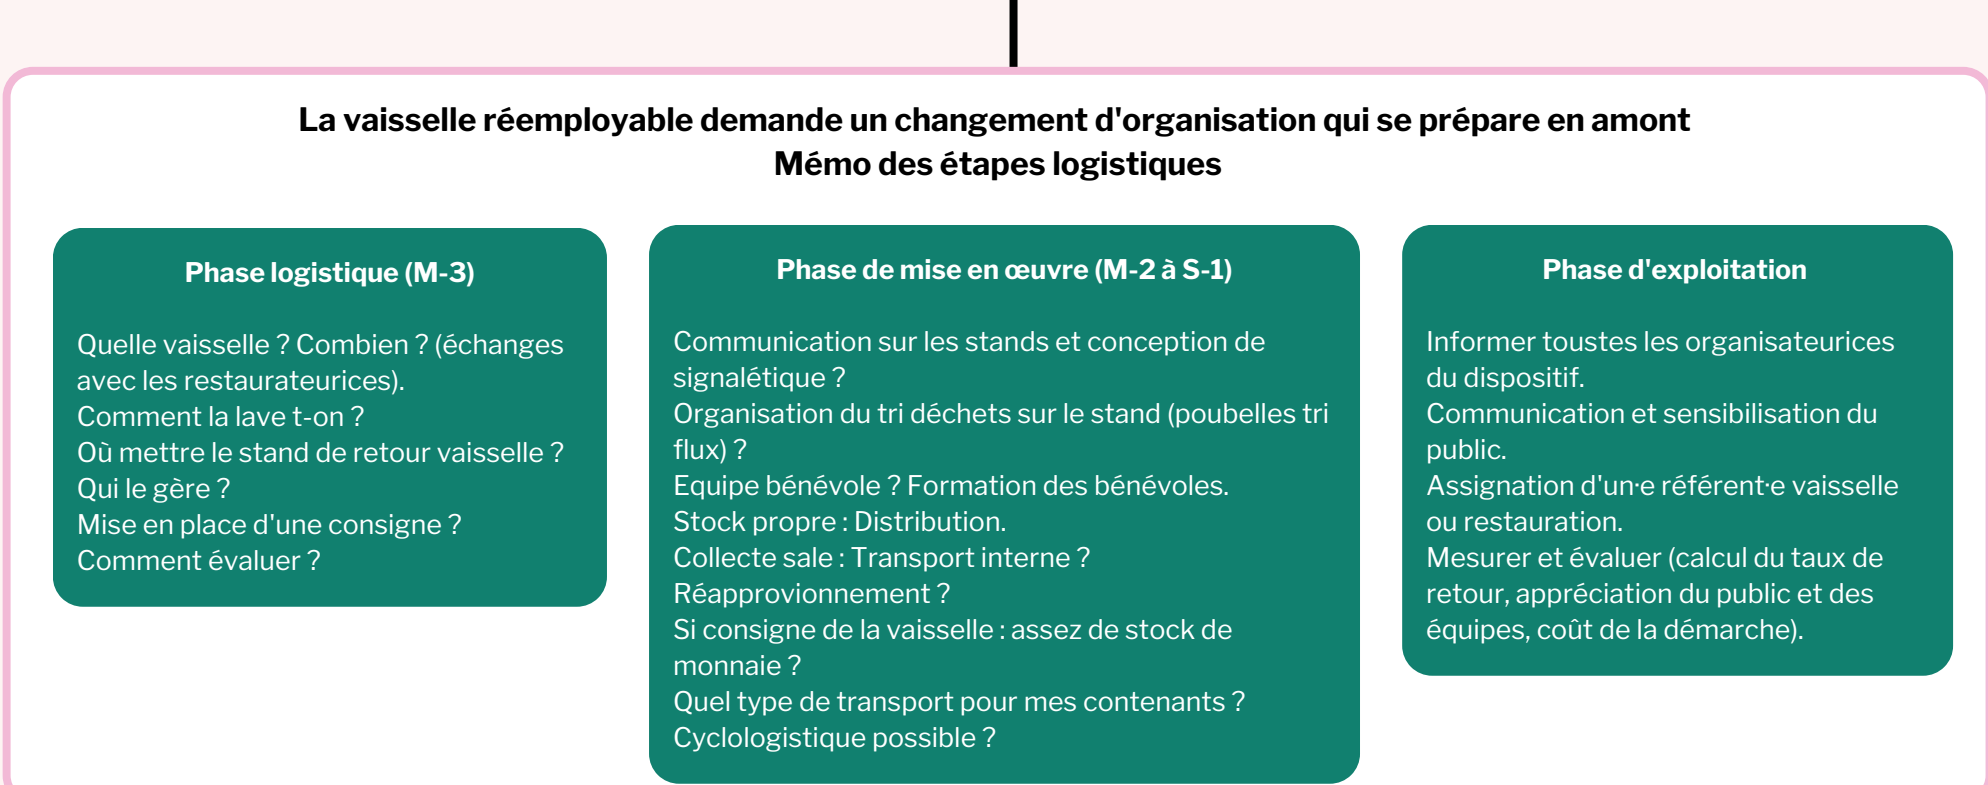 La vaisselle réemployable demande un changement d'organisation qui se prépare en amont
Mémo des étapes logistiques
Phase logistique (M-3)
Quelle vaisselle ? Combien ? (échanges
avec les restaurateurices).
Comment la lave t-on ?
Où mettre le stand de retour vaisselle ?
Qui le gère ?
Mise en place d'une consigne ?
Comment évaluer ?
Phase de mise en œuvre (M-2 à S-1)
Communication sur les stands et conception de
signalétique ?
Organisation du tri déchets sur le stand (poubelles tri
flux) ?
Equipe bénévole ? Formation des bénévoles.
Stock propre : Distribution.
Collecte sale : Transport interne ?
Réapprovionnement ?
Si consigne de la vaisselle : assez de stock de
monnaie ?
Quel type de transport pour mes contenants ?
Cyclologistique possible ?
Phase d'exploitation
Informer toustes les organisateurices
du dispositif.
Communication et sensibilisation du
public.
Assignation d'un·e référent·e vaisselle
ou restauration.
Mesurer et évaluer (calcul du taux de
retour, appréciation du public et des
équipes, coût de la démarche).